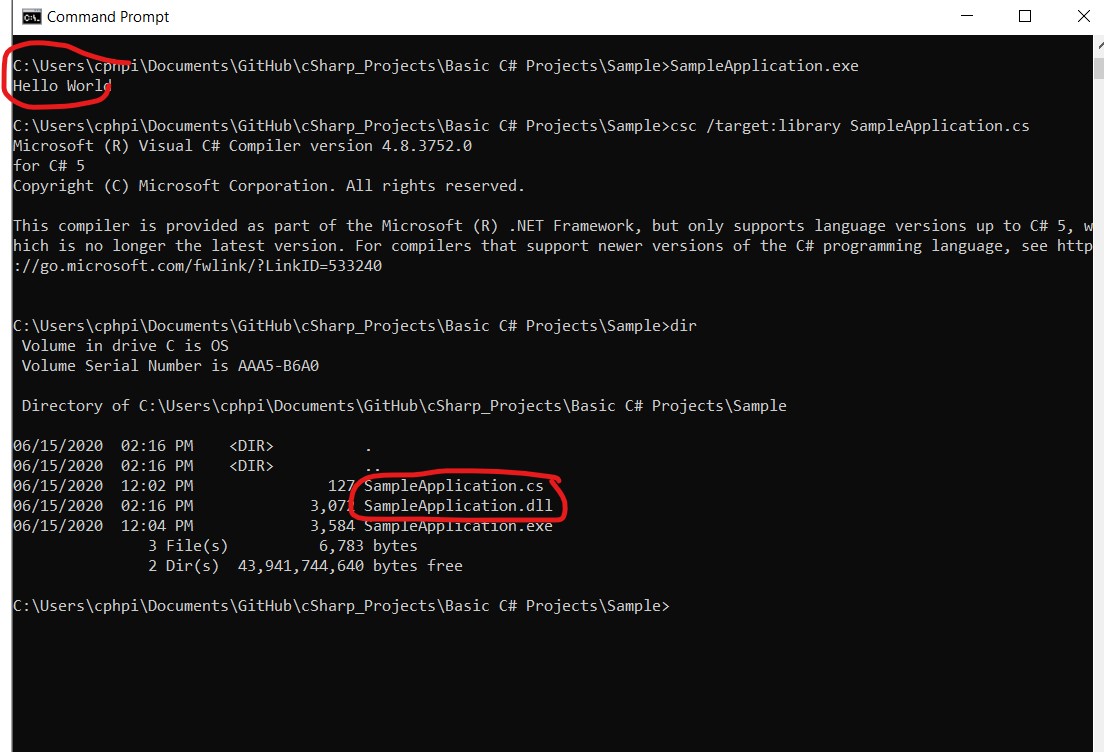 Command Prompt
C:\Users\cphpi\Documents\GitHub\cSharp_Projects\Basic C# Projects\Sample>SampleApplication.exe
Hello World
C:\Users\cphpi\Documents\GitHub\cSharp_Projects\Basic C# Projects\Sample>csc /target:library SampleApplication.cs
Microsoft (R) Visual C# Compiler version 4.8.3752.0
for C# 5
Copyright (C) Microsoft Corporation. All rights reserved.
This compiler is provided as part of the Microsoft (R) .NET Framework, but only supports language versions up to C# 5, w
hich is no longer the latest version. For compilers that support newer versions of the C# programming language, see http
://go.microsoft.com/fwlink/?LinkID=533240
C:\Users\cphpi\Documents\GitHub\cSharp_Projects\Basic C# Projects\Sample>dir
 Volume in drive C is OS
 Volume Serial Number is AAA5-B6A0
 Directory of C:\Users\cphpi\Documents\GitHub\cSharp_Projects\Basic C# Projects\Sample
06/15/2020  02:16 PM    <DIR>          .
06/15/2020  02:16 PM    <DIR>          ..
06/15/2020  12:02 PM               127 SampleApplication.cs
06/15/2020  02:16 PM             3,072 SampleApplication.dll
06/15/2020  12:04 PM             3,584 SampleApplication.exe
               3 File(s)          6,783 bytes
               2 Dir(s)  43,941,744,640 bytes free
C:\Users\cphpi\Documents\GitHub\cSharp_Projects\Basic C# Projects\Sample>